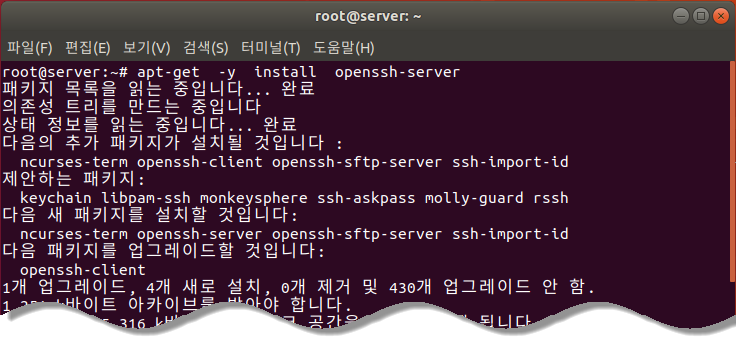 root@server: ~
파일(F) 편집(E) 보기(V) 검색(S) 터미널(T) 도움말(H)
root@server:~# apt-get -y install openssh-server
패키지 목록을 읽는 중입니다... 완료
의존성 트리를 만드는 중입니다
상태 정보를 읽는 중입니다... 완료
다음의 추가 패키지가 설치될 것입니다 :
ncurses-term openssh-client openssh-sftp-server ssh-import-id
제안하는 패키지:
keychain libpam-ssh monkeysphere ssh-askpass molly-guard rssh
다음 새 패키지를 설치할 것입니다:
ncurses-term openssh-server openssh-sftp-server ssh-import-id
다음 패키지를 업그레이드할 것입니다:
openssh-client
1개 업그레이드, 4개 새로 설치, 0개 제거 및 430개 업그레이드 안 함.
아카이브를 받아야 합니다.
316 공간을 됩니다